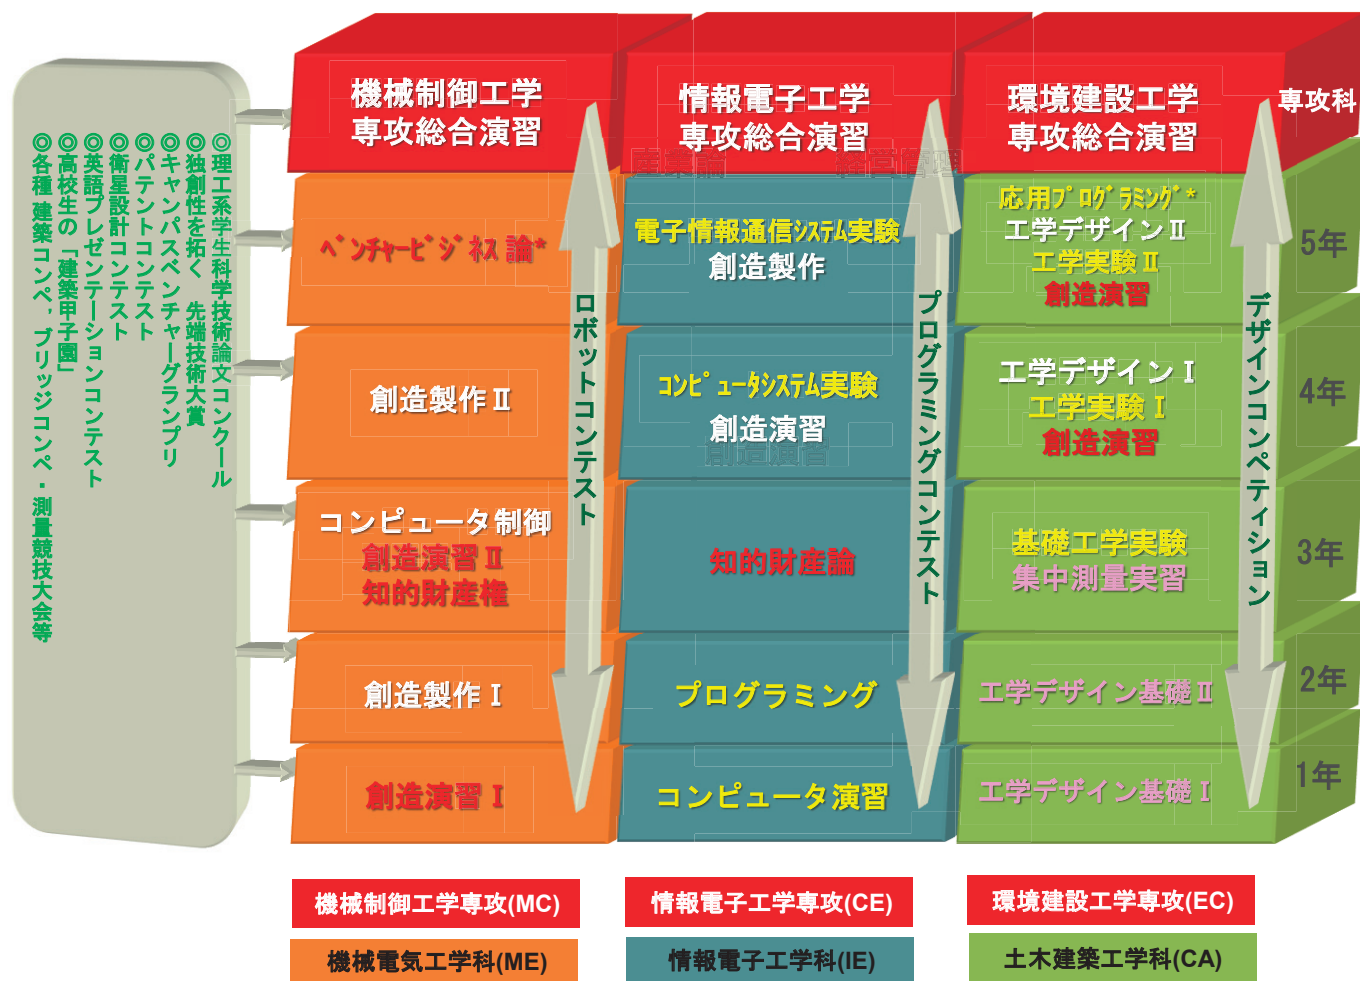 ◎理工系学生科学技術論文コンクール
◎独創性を拓く 先端技術大賞
◎キャンパスベンチャーグランプリ
◎パテントコンテスト
◎衛星設計コンテスト
◎英語プレゼンテーションコンテスト
◎高校生の「建築甲子園」
◎各種 建築コンペ，ブリッジコンペ・測量競技大会等
機械制御工学
専攻総合演習
情報電子工学
専攻総合演習
環境建設工学
専攻総合演習
専攻科
産業論
経営管理
ベンチャービジネス論*
電子情報通信システム実験
創造製作
応用プログラミング*
工学デザインⅡ
工学実験Ⅱ
創造演習
5年
創造製作Ⅱ
コンピュータシステム実験
創造演習
創造演習
工学デザインⅠ
工学実験Ⅰ
創造演習
4年
コンピュータ制御
創造演習Ⅱ
知的財産権
知的財産論
基礎工学実験
集中測量実習
3年
創造製作Ⅰ
プログラミング
工学デザイン基礎Ⅱ
2年
創造演習Ⅰ
コンピュータ演習
工学デザイン基礎Ⅰ
1年
ロボットコンテスト
プログラミングコンテスト
デザインコンペティション
機械制御工学専攻(MC)
情報電子工学専攻(CE)
環境建設工学専攻(EC)
機械電気工学科(ME)
情報電子工学科(IE)
土木建築工学科(CA)